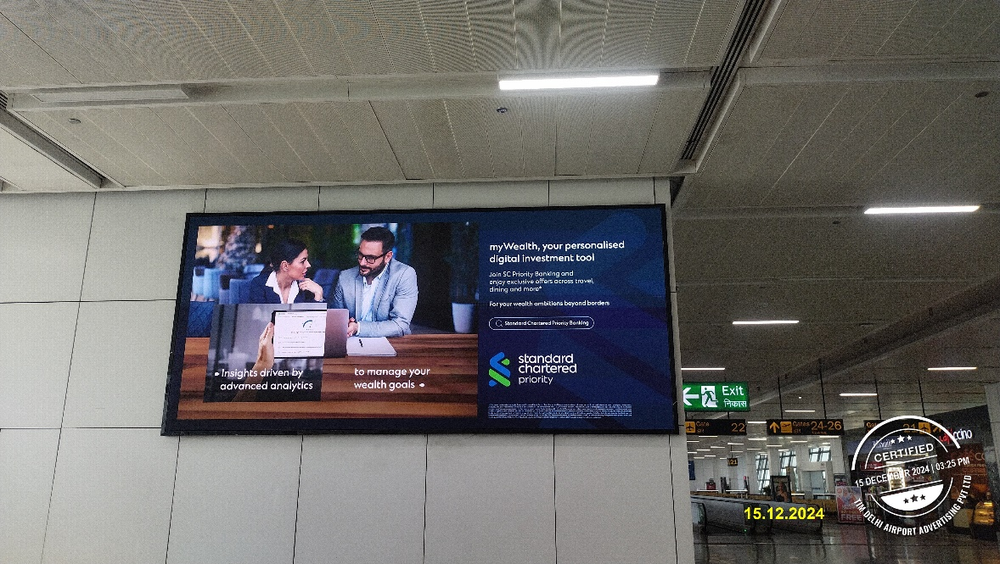 myWealth, your personalised
digital investment tool
Join SC Priority Banking and
enjoy exclusive offers across travel,
dining and more*
For your wealth ambitions beyond borders
Standard Chartered Priority Banking
standard
chartered
priority
• Insights driven by
advanced analytics
to manage your
wealth goals •
Exit
निकास
Gate
22
Gates
24-26
CERTIFIED
15 DECEMBER 2024 | 03:25 PM
TIM DELHI AIRPORT ADVERTISING PVT LTD
15.12.2024
FREE